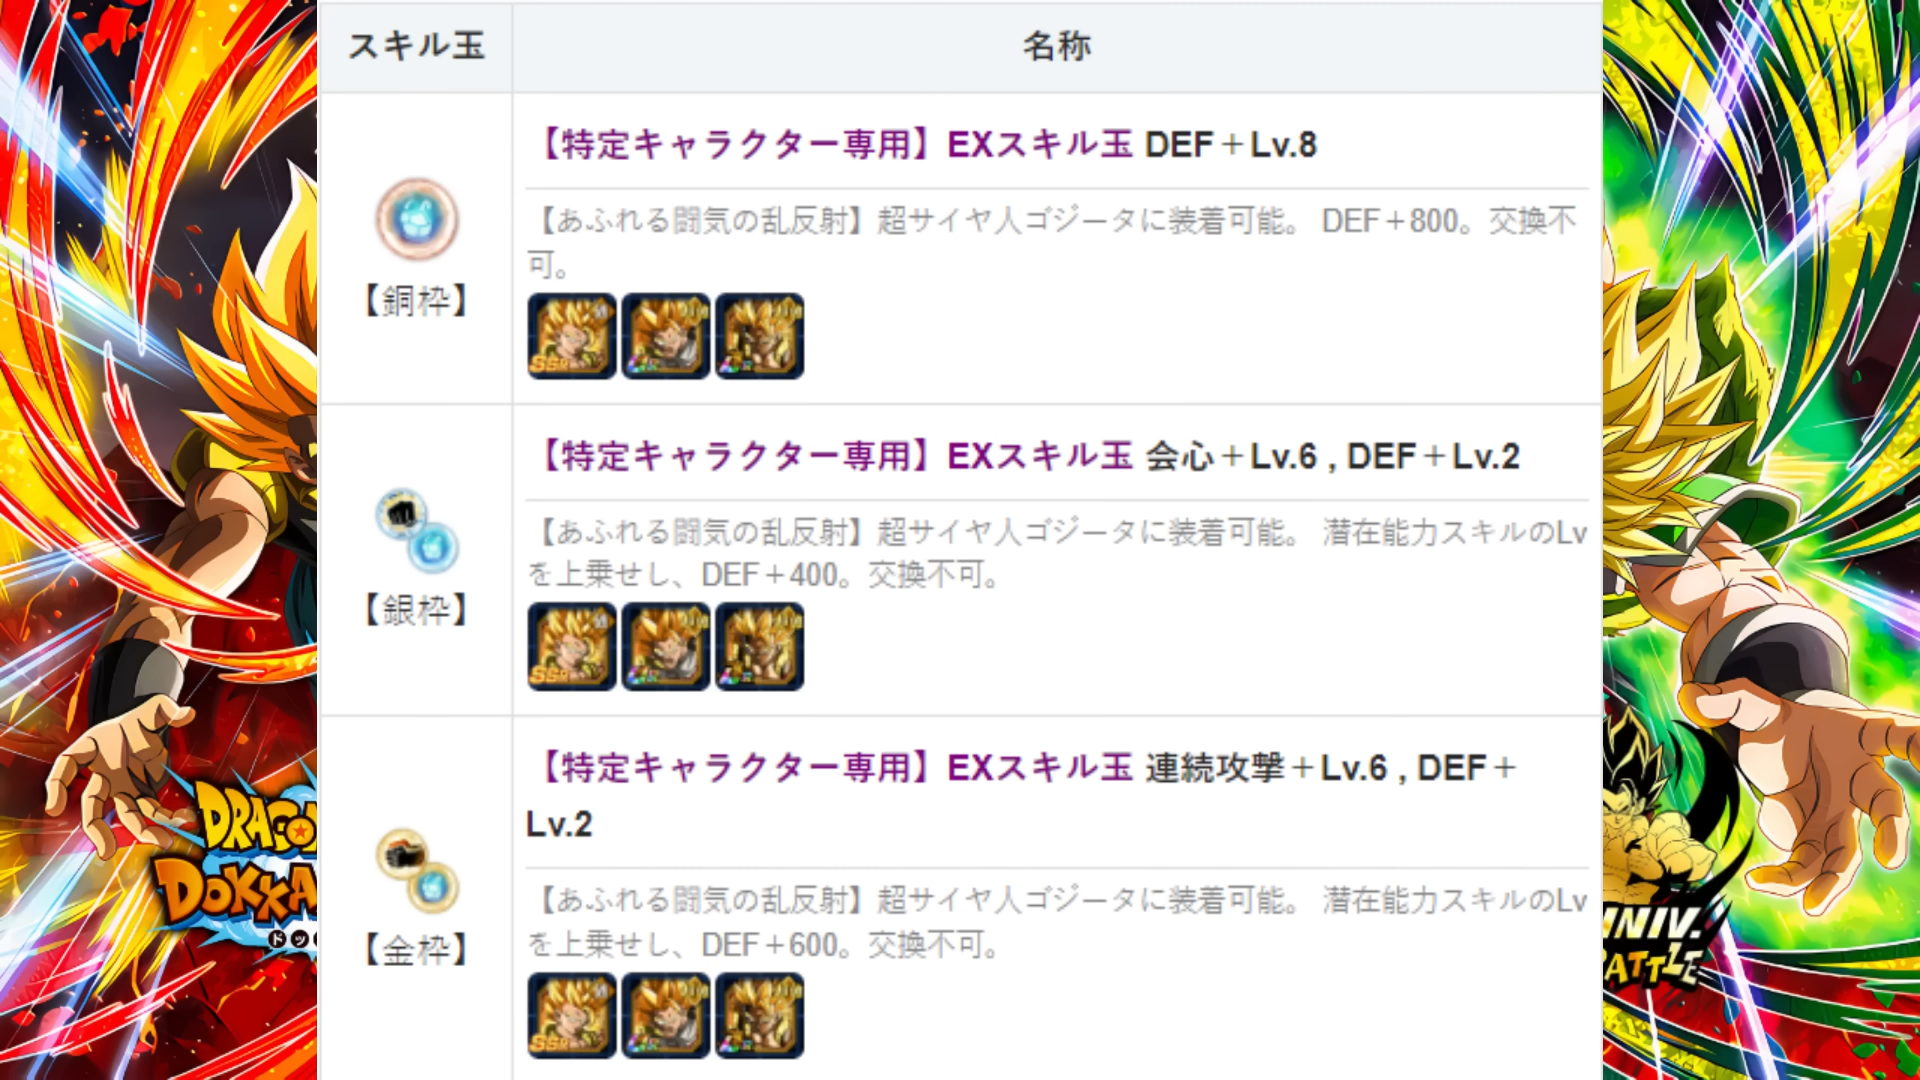 スキル玉 名称
【特定キャラクター専用】EXスキル玉 DEF＋Lv.8
【あふれる闘気の乱反射】超サイヤ人ゴジータに装着可能。 DEF＋800。交換不
可。
【銅枠】
【特定キャラクター専用】EXスキル玉 会心＋Lv.6 , DEF＋Lv.2
【あふれる闘気の乱反射】超サイヤ人ゴジータに装着可能。 潜在能力スキルのLv
を上乗せし、DEF＋400。交換不可。
【銀枠】
【特定キャラクター専用】EXスキル玉 連続攻撃＋Lv.6 , DEF＋
Lv.2
【あふれる闘気の乱反射】超サイヤ人ゴジータに装着可能。 潜在能力スキルのLv
を上乗せし、DEF＋600。交換不可。
【金枠】
DRAGO
DOKKA
ドッ
NIV.
ATTLE